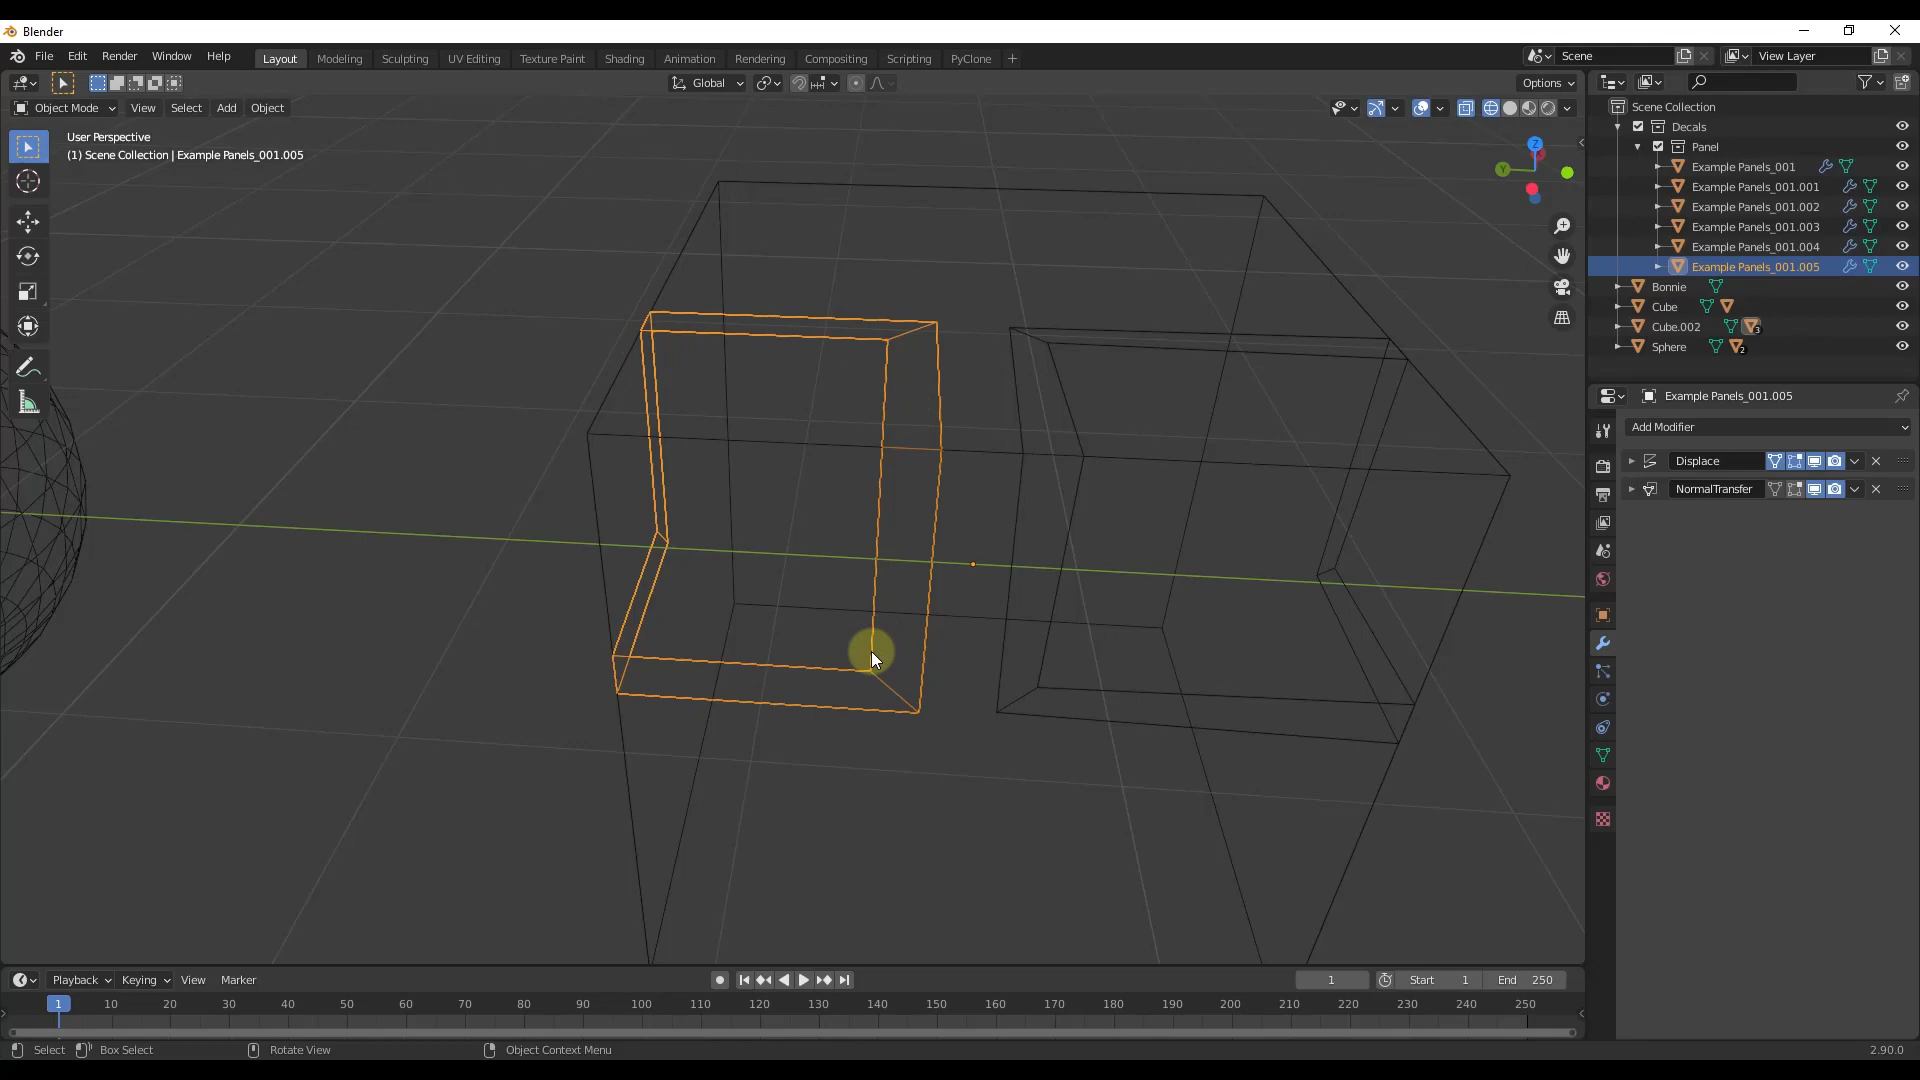 Blender
File Edit Render Window Help
Layout Modeling Sculpting UV Editing Texture Paint Shading Animation Rendering Compositing Scripting PyClone +
Scene
View Layer
Global
Options
Object Mode View Select Add Object
User Perspective
(1) Scene Collection | Example Panels_001.005
Z
Y
Scene Collection
Decals
Panel
Example Panels_001
Example Panels_001.001
Example Panels_001.002
Example Panels_001.003
Example Panels_001.004
Example Panels_001.005
Bonnie
Cube
Cube.002 3
Sphere 2
Example Panels_001.005
Add Modifier
Displace
NormalTransfer
Playback Keying View Marker
1 Start 1 End 250
1 10 20 30 40 50 60 70 80 90 100 110 120 130 140 150 160 170 180 190 200 210 220 230 240 250
Select Box Select Rotate View Object Context Menu 2.90.0